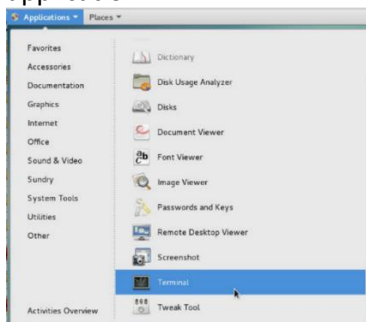 Applications Places
Favorites
Accessories
Documentation
Graphics
Internet
Office
Sound & Video
Sundry
System Tools
Utilities
Other
Activities Overview
Dictionary
Disk Usage Analyzer
Disks
Document Viewer
Font Viewer
Image Viewer
Passwords and Keys
Remote Desktop Viewer
Screenshot
Terminal
Tweak Tool